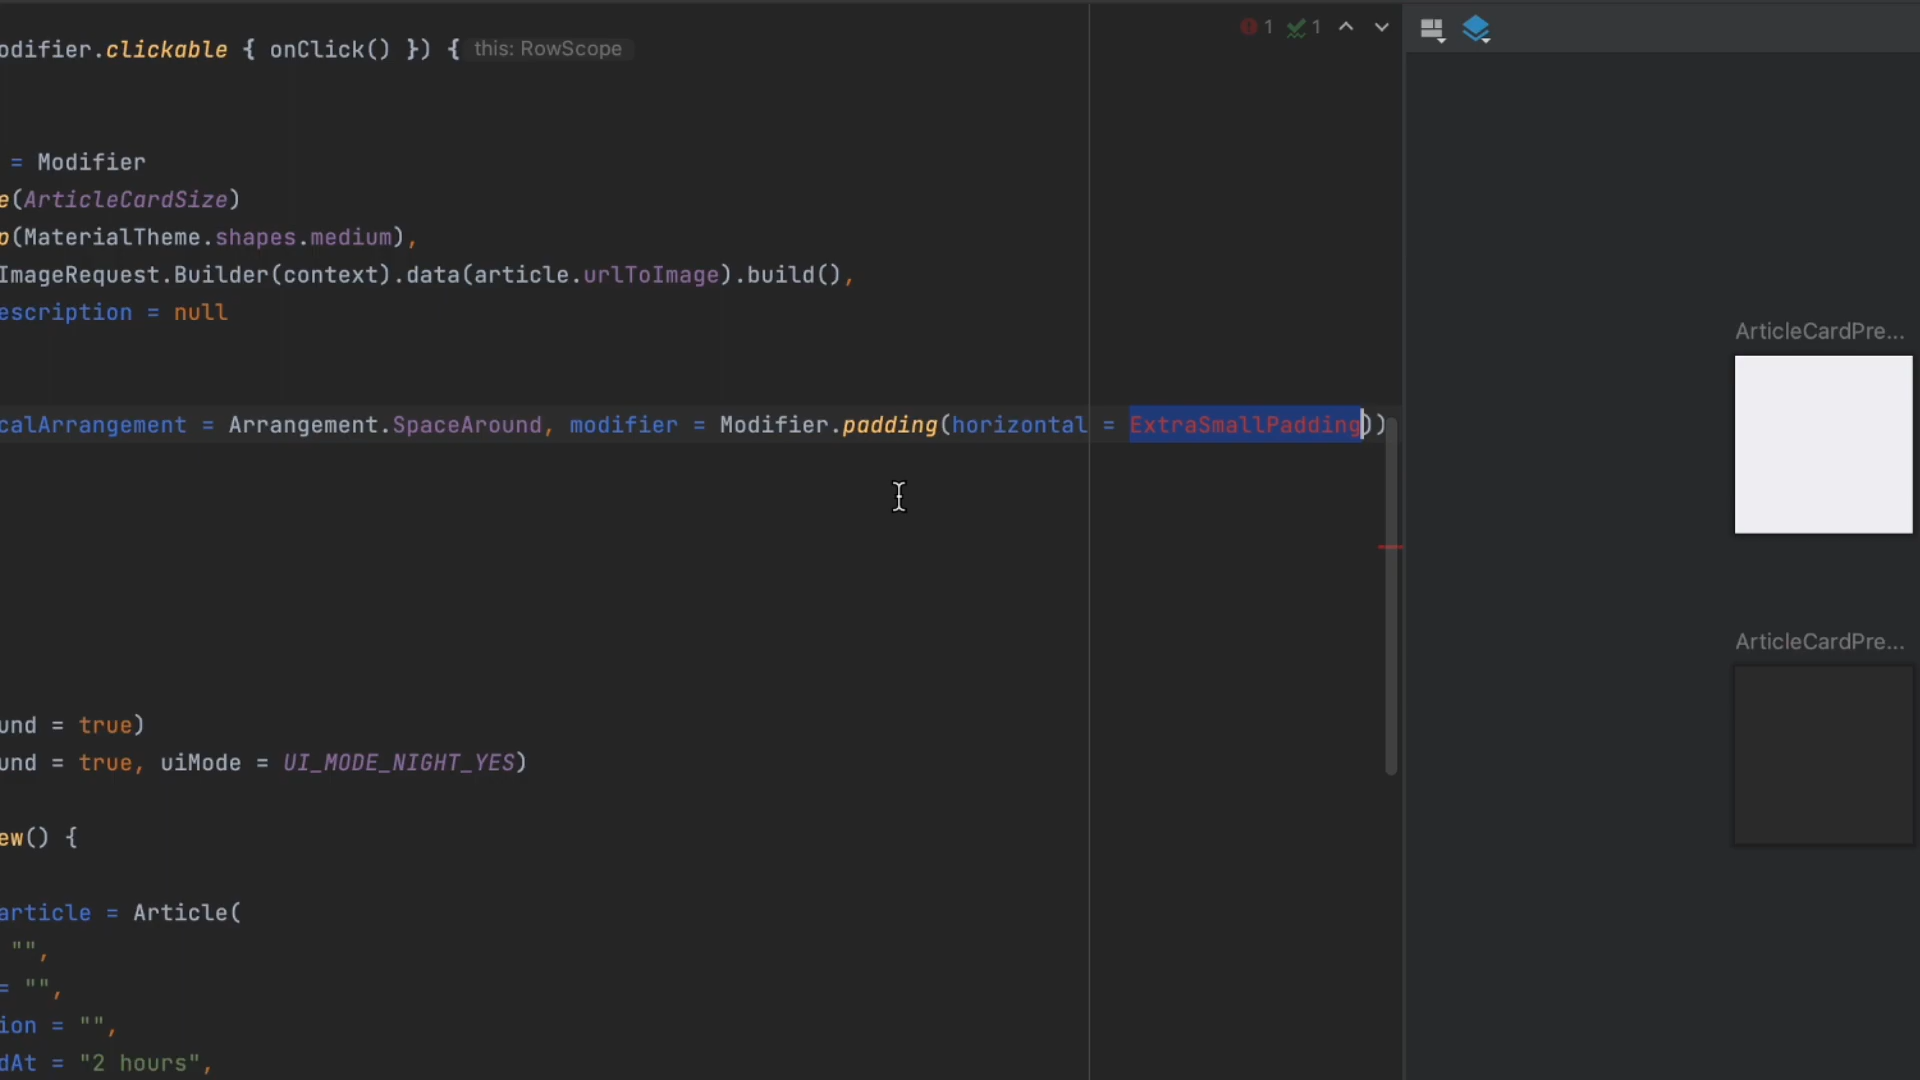 odifier.clickable { onClick() }) { this: RowScope
1 1
= Modifier
e(ArticleCardSize)
p(MaterialTheme.shapes.medium),
ImageRequest.Builder(context).data(article.urlToImage).build(),
escription = null
ArticleCardPre...
calArrangement = Arrangement.SpaceAround, modifier = Modifier.padding(horizontal = ExtraSmallPadding))
ArticleCardPre...
und = true)
und = true, uiMode = UI_MODE_NIGHT_YES)
ew() {
article = Article(
"",
= "",
ion = "",
dAt = "2 hours",